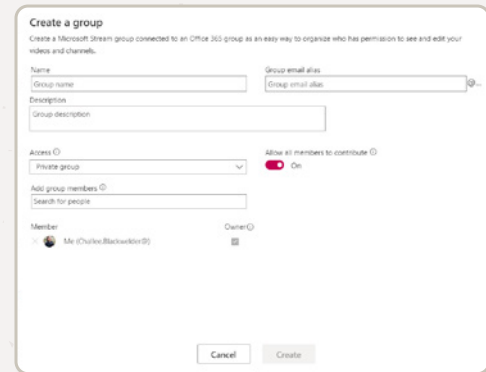 Create a group
Create a Microsoft Stream group connected to an Office 365 group as an easy way to organize who has permission to see and edit your
videos and channels.
Name
Group email alias
Group name
Group email alias
@...
Description
Group description
Access
Allow all members to contribute
Private group
On
Add group members
Search for people
Member
Owner
Me (Challee.Blackwelder@)
Cancel
Create